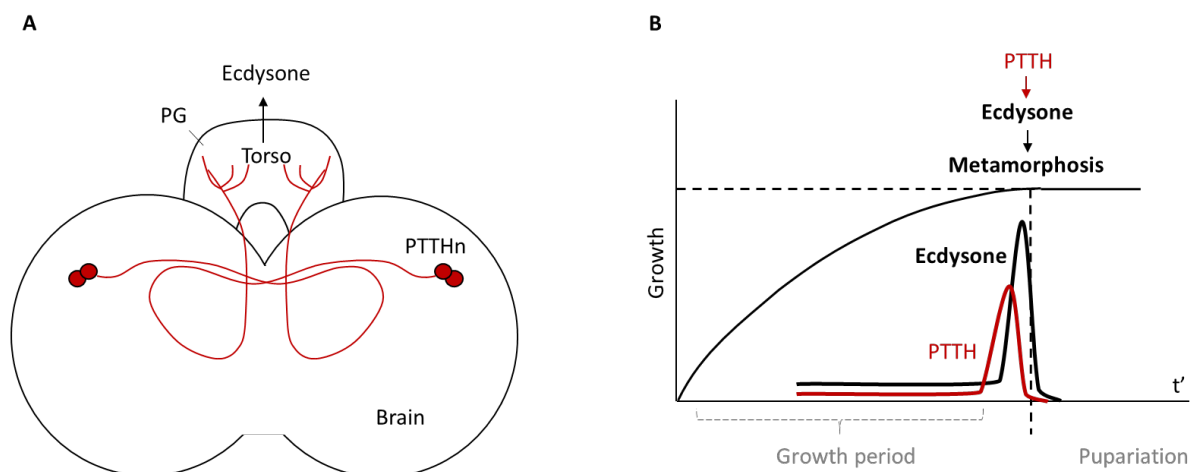 A
Ecdysone
PG
Torso
PTTHn
Brain
B
PTTH
Ecdysone
Metamorphosis
Growth
Ecdysone
PTTH
t’
Growth period
Pupariation